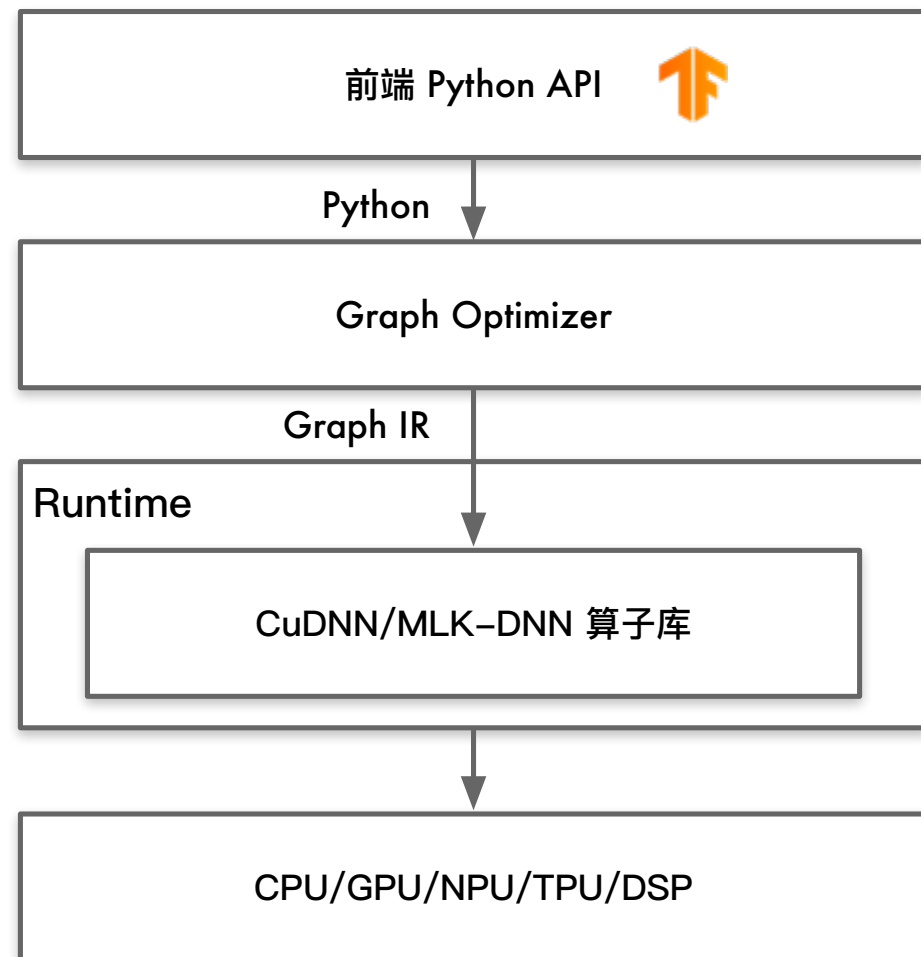 前端 Python API
Python
Graph Optimizer
Graph IR
Runtime
CuDNN/MLK-DNN 算子库
CPU/GPU/NPU/TPU/DSP